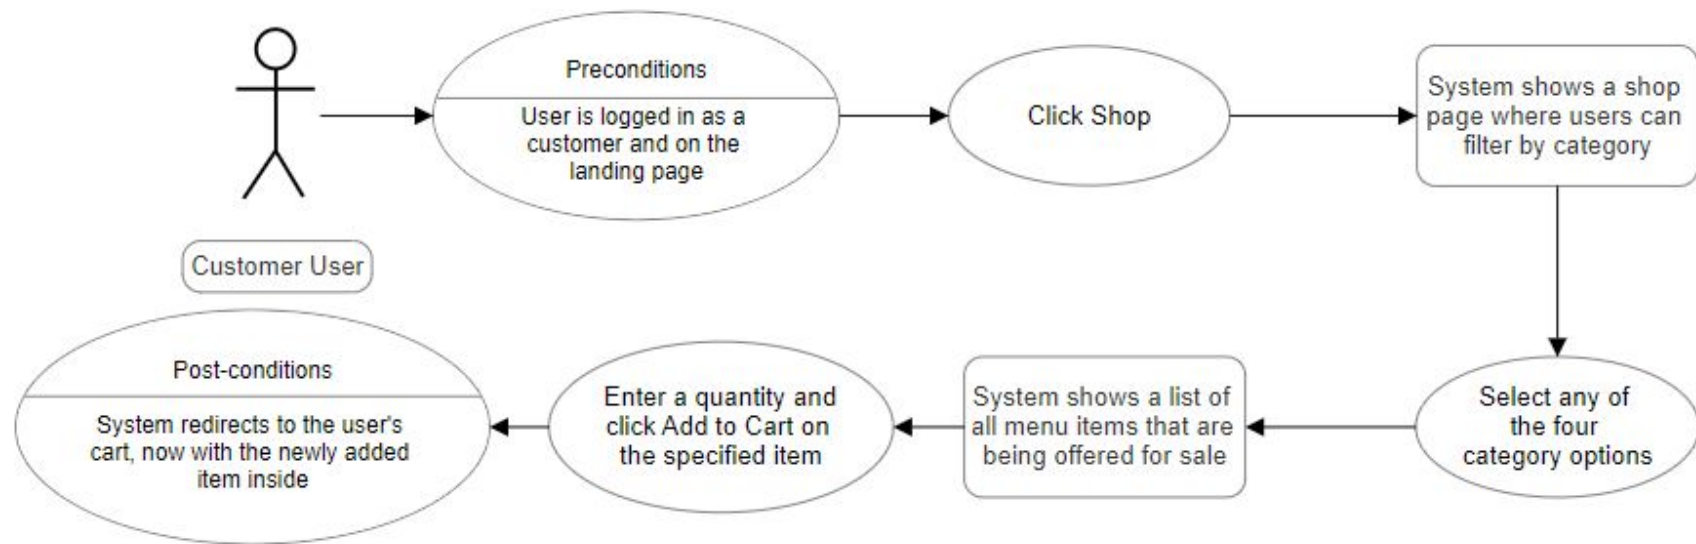 Preconditions
User is logged in as a
customer and on the
landing page
Click Shop
System shows a shop
page where users can
filter by category
Customer User
Select any of
the four
category options
System shows a list of
all menu items that are
being offered for sale
Enter a quantity and
click Add to Cart on
the specified item
Post-conditions
System redirects to the user's
cart, now with the newly added
item inside